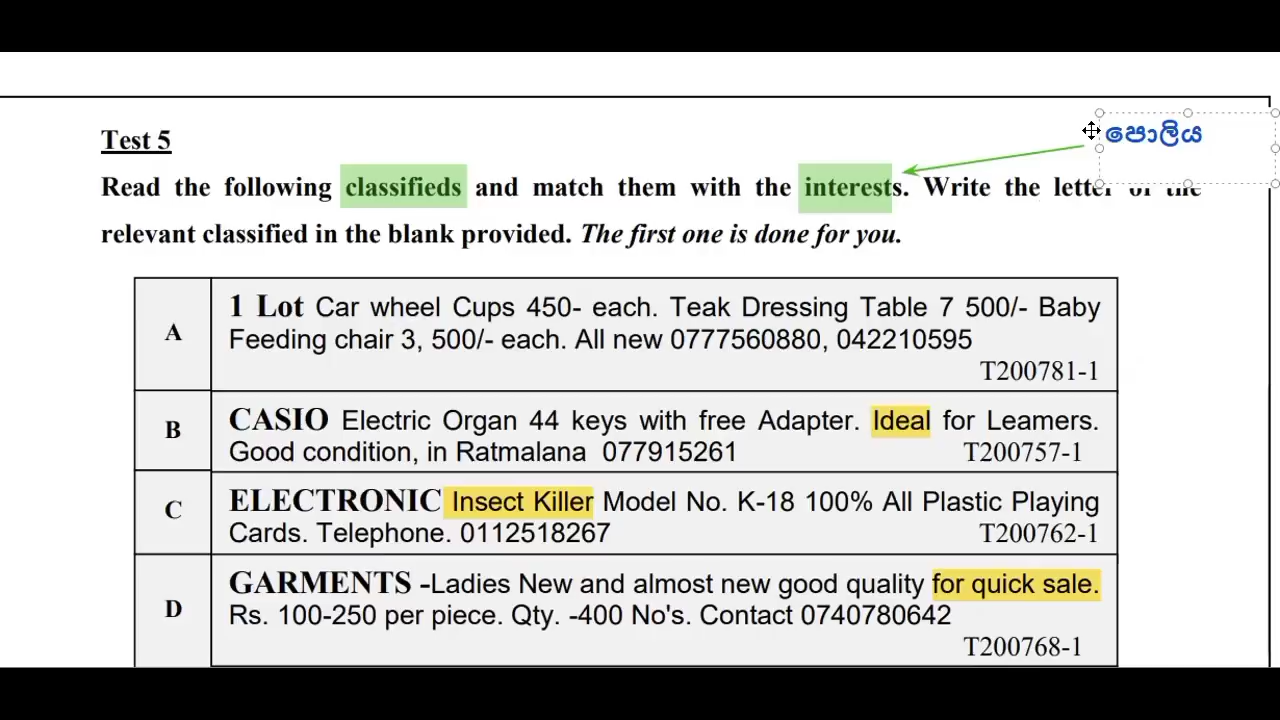 Test 5
පොලිය
Read the following classifieds and match them with the interests. Write the letter of the
relevant classified in the blank provided. The first one is done for you.
A
1 Lot Car wheel Cups 450- each. Teak Dressing Table 7 500/- Baby
Feeding chair 3, 500/- each. All new 0777560880, 042210595
T200781-1
B
CASIO Electric Organ 44 keys with free Adapter. Ideal for Leamers.
Good condition, in Ratmalana 077915261 T200757-1
C
ELECTRONIC Insect Killer Model No. K-18 100% All Plastic Playing
Cards. Telephone. 0112518267 T200762-1
D
GARMENTS -Ladies New and almost new good quality for quick sale.
Rs. 100-250 per piece. Qty. -400 No's. Contact 0740780642
T200768-1